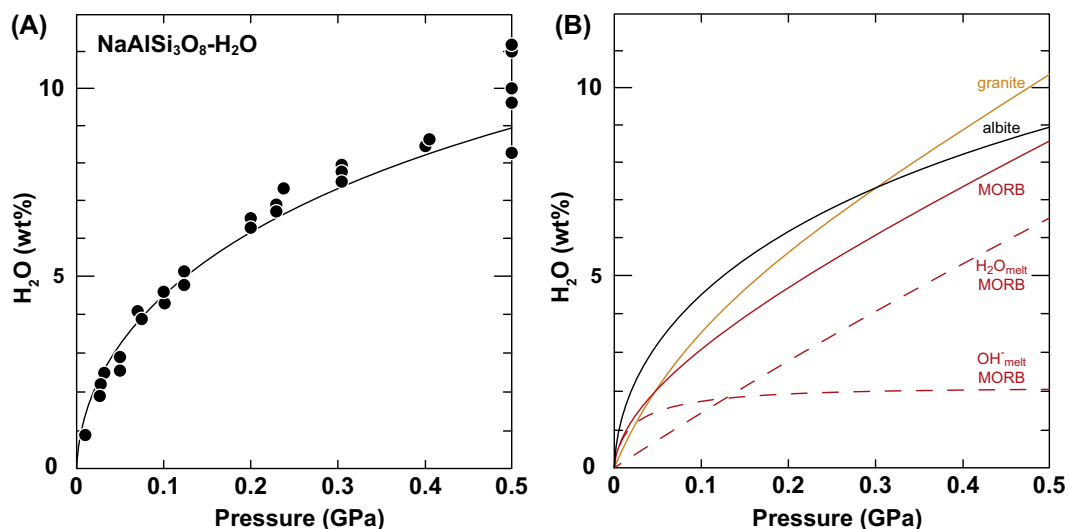 (A)
NaAlSi₃O₈-H₂O
10
5
0
H₂O (wt%)
0
0.1
0.2
0.3
0.4
0.5
Pressure (GPa)
(B)
granite
albite
MORB
H₂O melt
MORB
OH⁻ melt
MORB
10
5
0
H₂O (wt%)
0
0.1
0.2
0.3
0.4
0.5
Pressure (GPa)